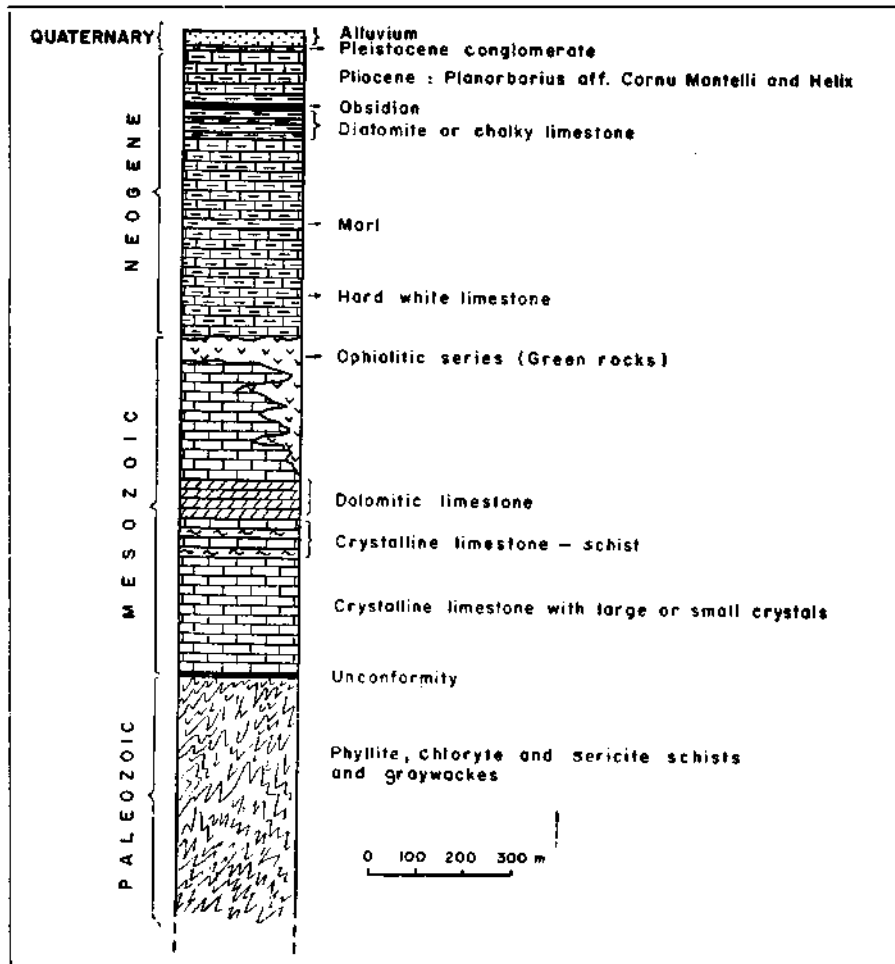 QUATERNARY
Alluvium
Pleistocene conglomerate
Pliocene : Planorbarius aff. Cornu Mantelli and Helix
Obsidian
Diatomite or chalky limestone
NEOGENE
Marl
Hard white limestone
Ophiolitic series (Green rocks)
MESOZOIC
Dolomitic limestone
Crystalline limestone – schist
Crystalline limestone with large or small crystals
Unconformity
PALEOZOIC
Phyllite, Chloryte and sericite schists
and graywackes
0 100 200 300 m